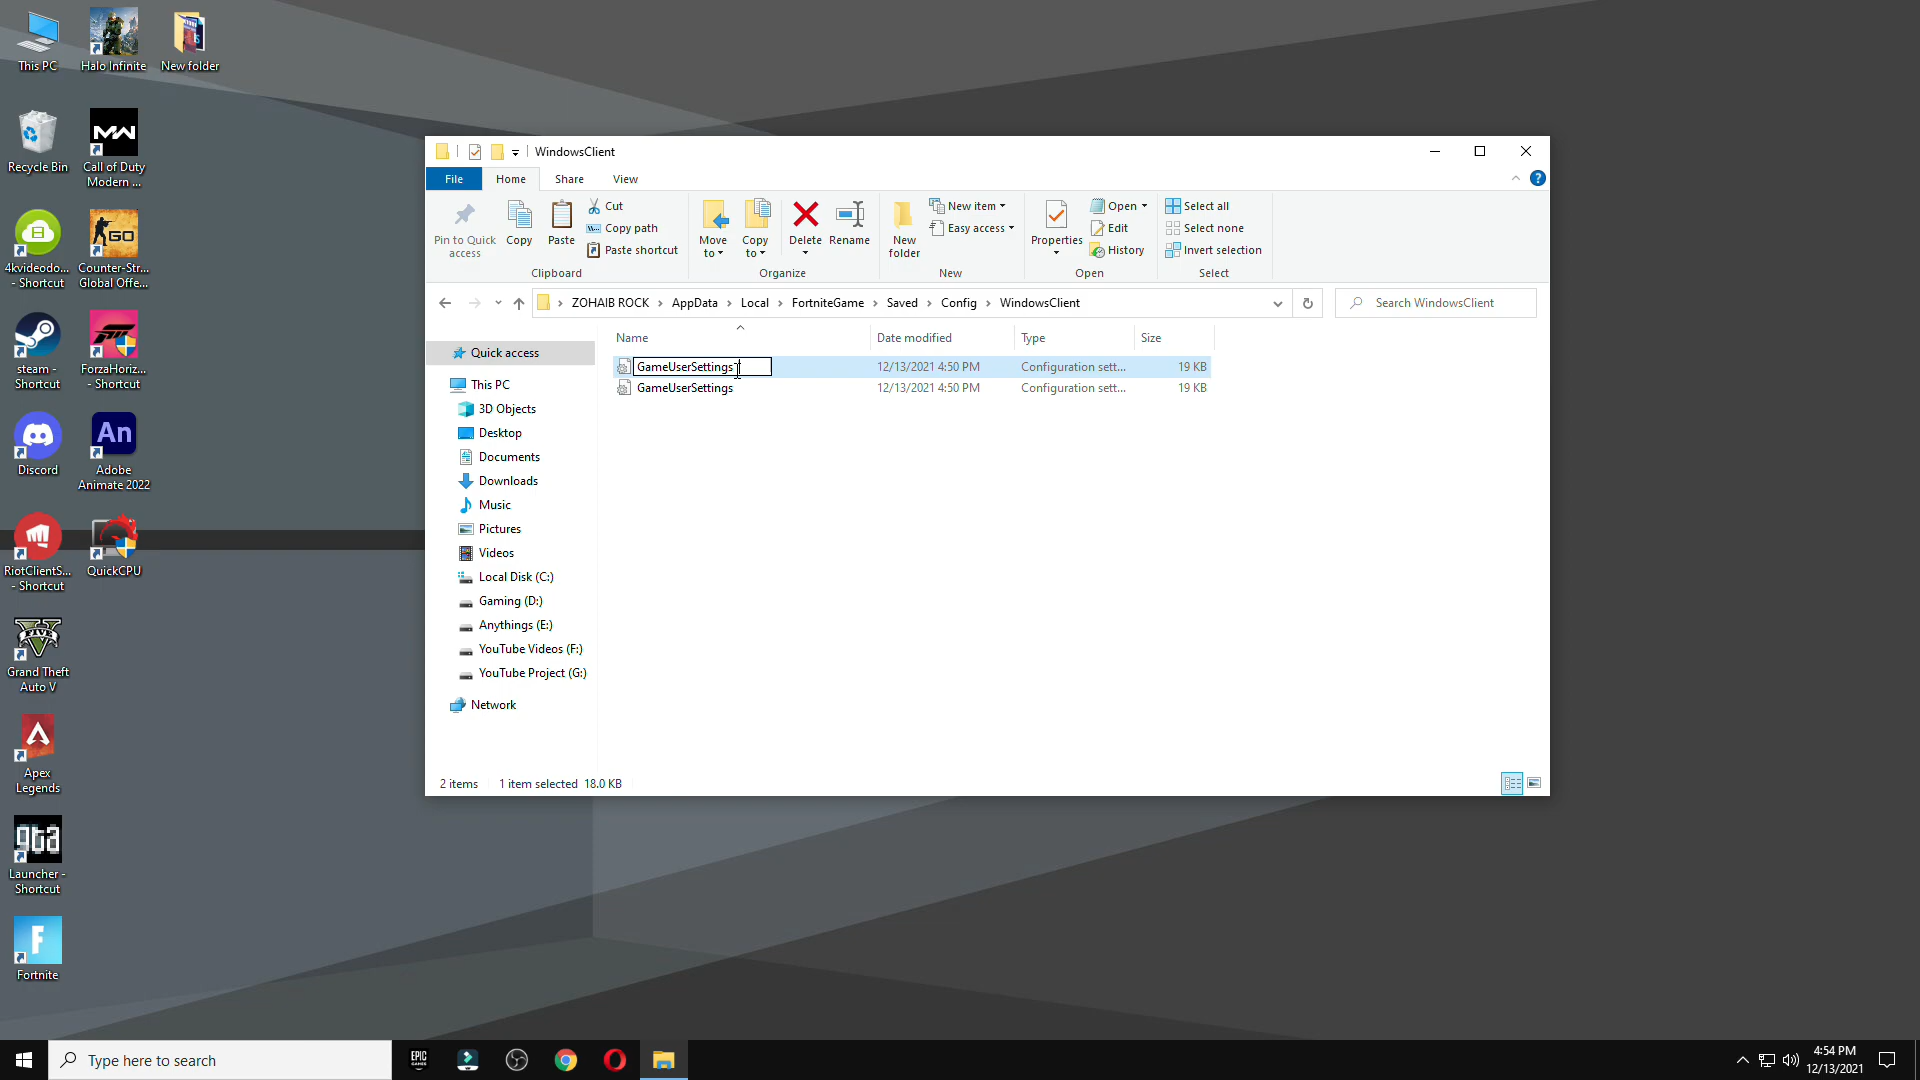 This PC
Halo Infinite
New folder
Recycle Bin
Call of Duty
Modern ...
4kvideodo...
- Shortcut
Counter-Str...
Global Offe...
GO
steam -
Shortcut
ForzaHoriz...
- Shortcut
Discord
An
Adobe
Animate 2022
RiotClientS...
- Shortcut
QuickCPU
FIVE
Grand Theft
Auto V
Apex
Legends
gta
Launcher -
Shortcut
F
Fortnite
WindowsClient
File
Home
Share
View
Pin to Quick
access
Copy
Paste
Cut
Copy path
Paste shortcut
Clipboard
Move
to
Copy
to
Delete
Rename
Organize
New
folder
New item
Easy access
New
Properties
Open
Edit
History
Open
Select all
Select none
Invert selection
Select
ZOHAIB ROCK
AppData
Local
FortniteGame
Saved
Config
WindowsClient
Search WindowsClient
Name
Date modified
Type
Size
GameUserSettings
12/13/2021 4:50 PM
Configuration sett...
19 KB
GameUserSettings
12/13/2021 4:50 PM
Configuration sett...
19 KB
Quick access
This PC
3D Objects
Desktop
Documents
Downloads
Music
Pictures
Videos
Local Disk (C:)
Gaming (D:)
Anythings (E:)
YouTube Videos (F:)
YouTube Project (G:)
Network
2 items
1 item selected
18.0 KB
Type here to search
EPIC
GAMES
4:54 PM
12/13/2021